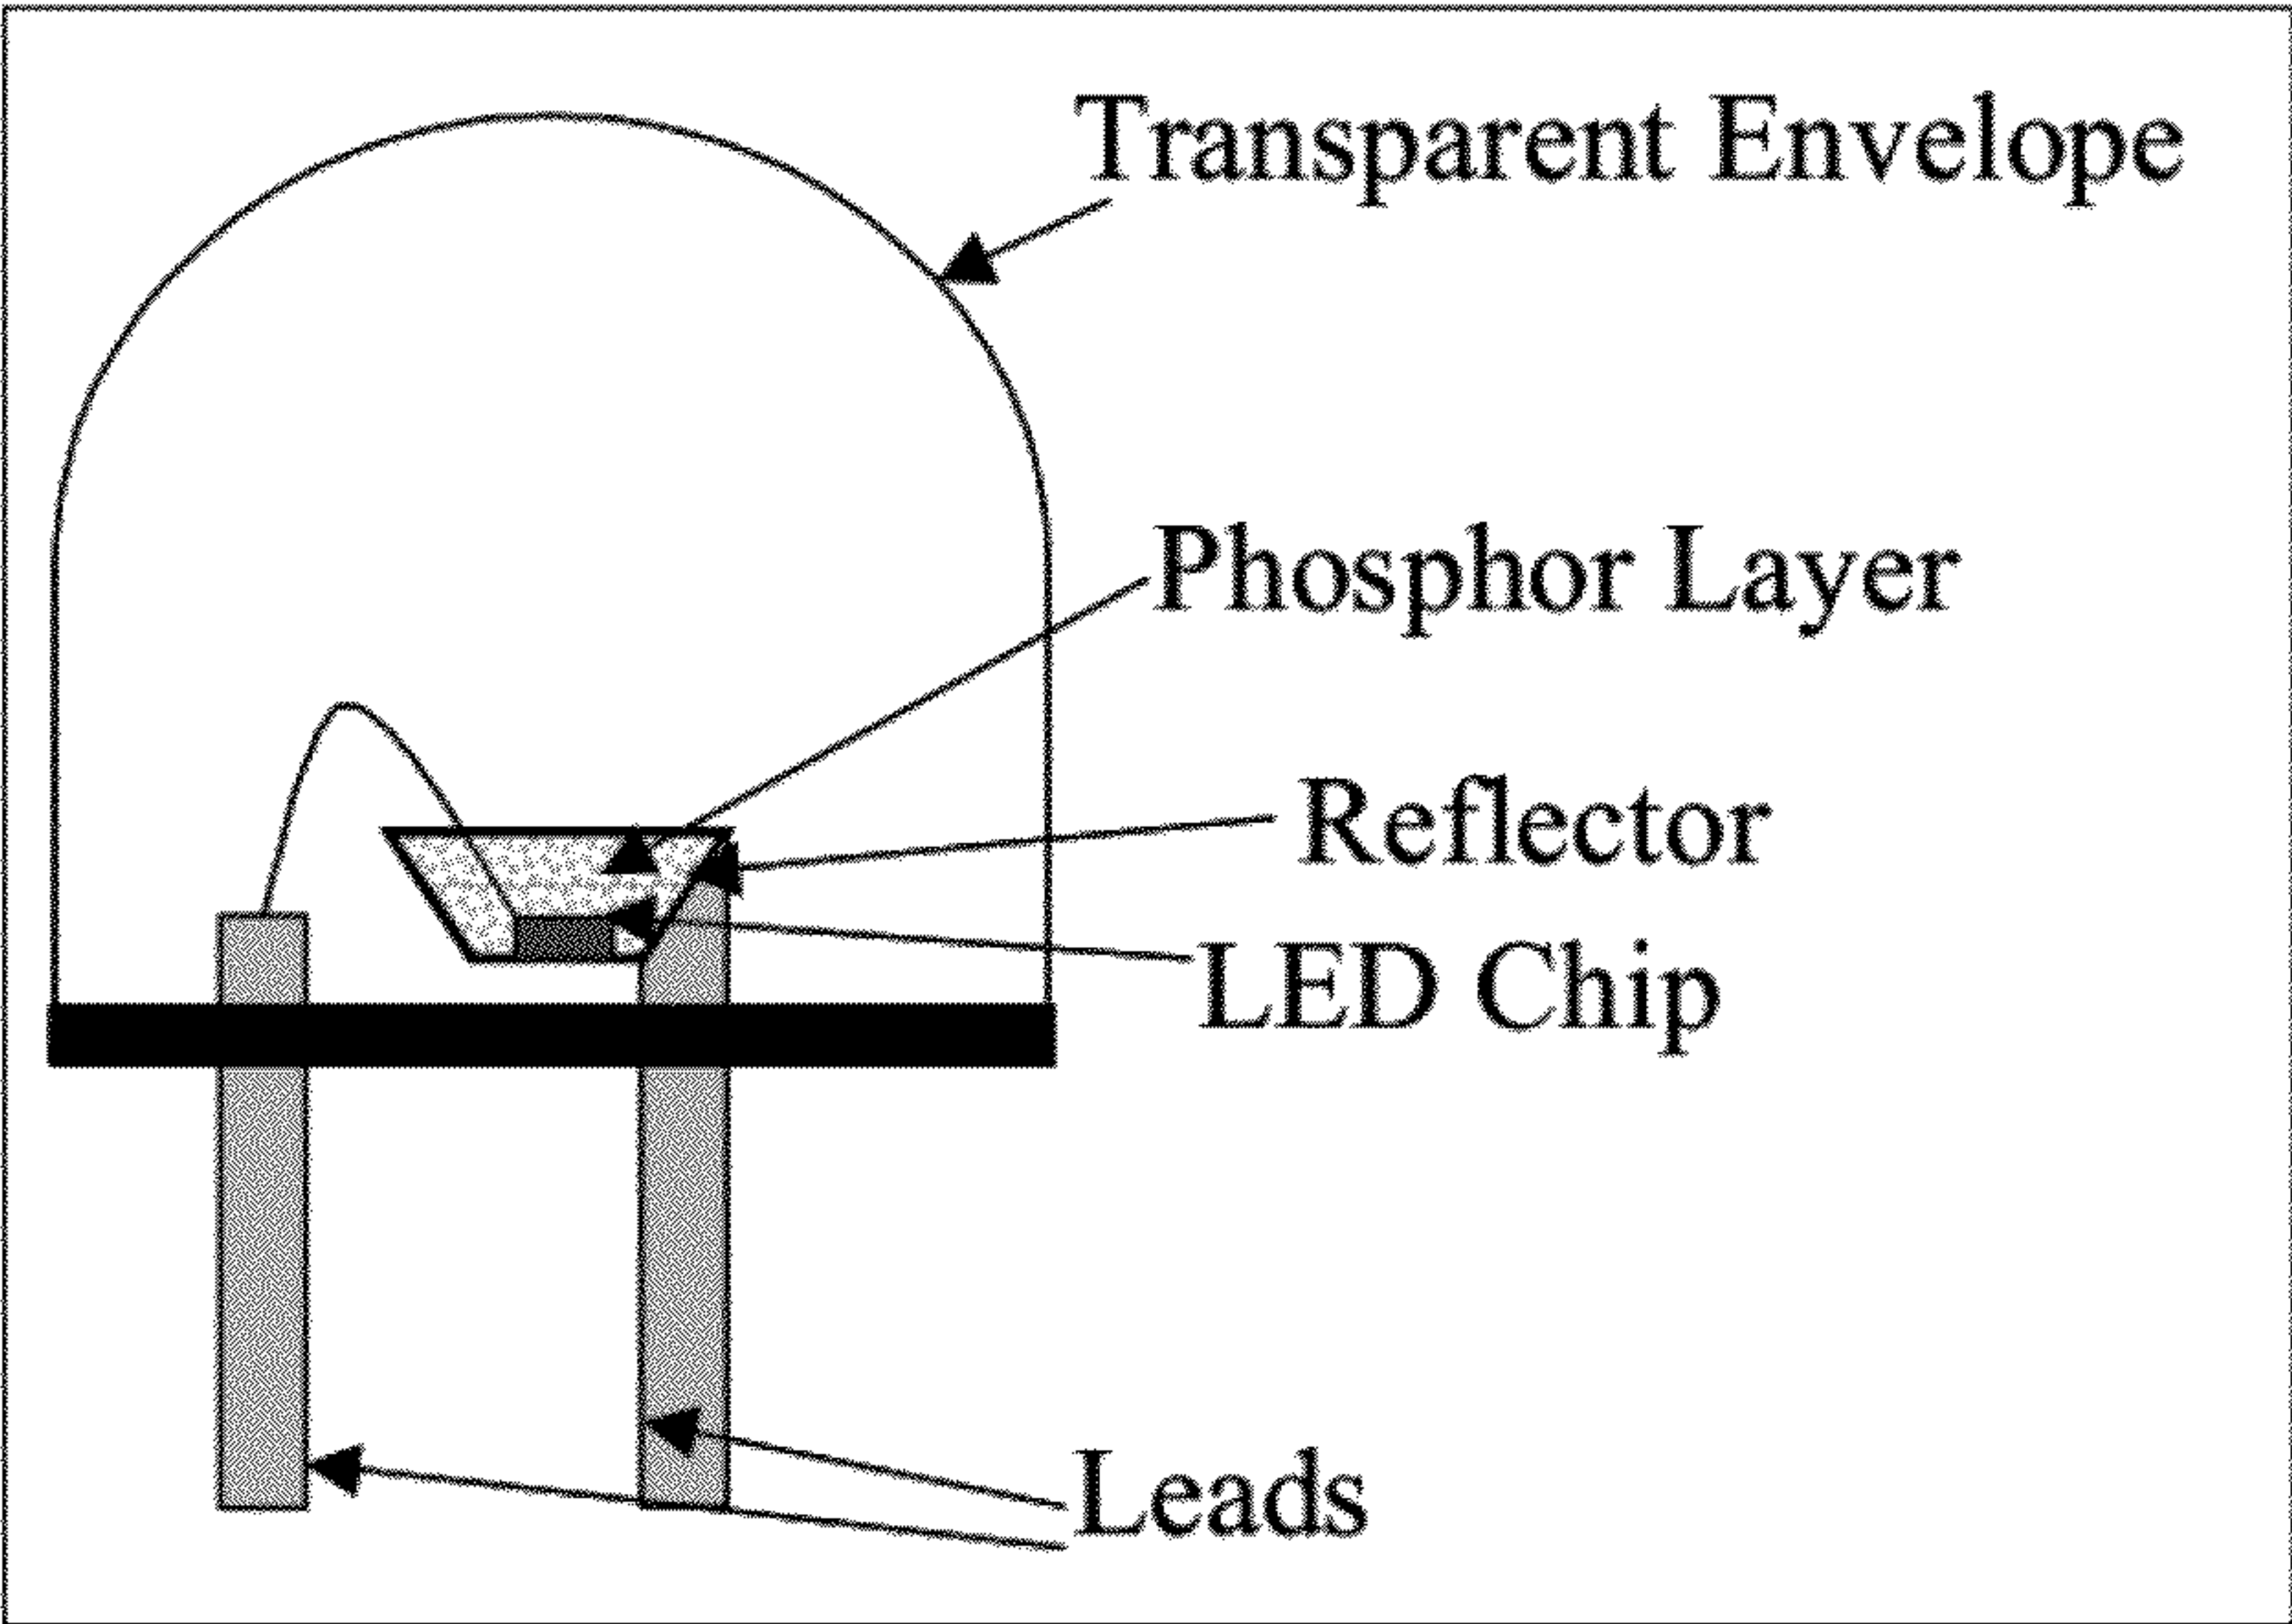 Transparent Envelope
Phosphor Layer
Reflector
LED Chip
Leads